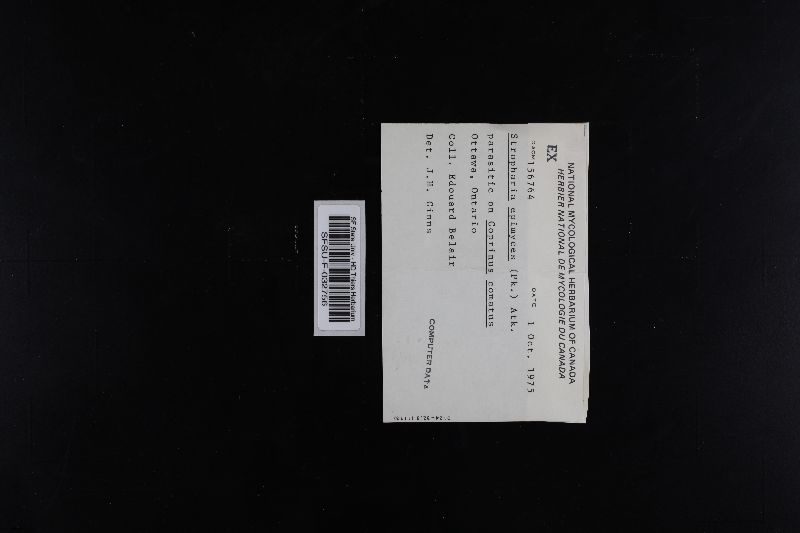 NATIONAL MYCOLOGICAL HERBARIUM OF CANADA
HERBIER NATIONAL DE MYCOLOGIE DU CANADA
EX
DAOM 156764 DATE 1 Oct. 1975
Stropharia epimyces (Pk.) Atk.
parasitic on Coprinus comatus
Ottawa, Ontario
Coll. Edouard Belair
Det. J.H. Ginns
COMPUTER DATA
SF State Univ - HD Thiers Herbarium
SFSU-F-032756